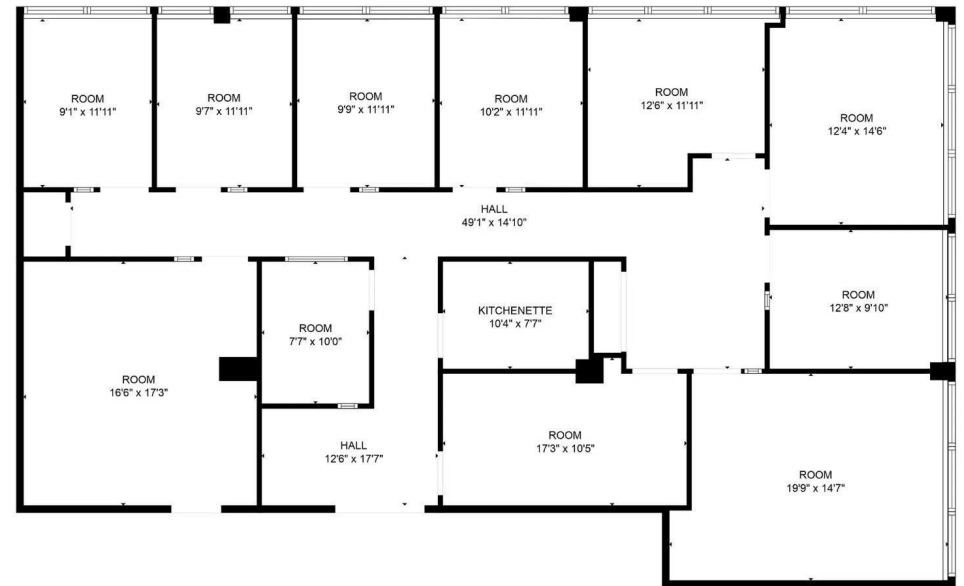 ROOM
9'1" x 11'11"
ROOM
9'7" x 11'11"
ROOM
9'9" x 11'11"
ROOM
10'2" x 11'11"
ROOM
12'6" x 11'11"
ROOM
12'4" x 14'6"
HALL
49'1" x 14'10"
ROOM
16'6" x 17'3"
ROOM
7'7" x 10'0"
KITCHENETTE
10'4" x 7'7"
ROOM
12'8" x 9'10"
HALL
12'6" x 17'7"
ROOM
17'3" x 10'5"
ROOM
19'9" x 14'7"